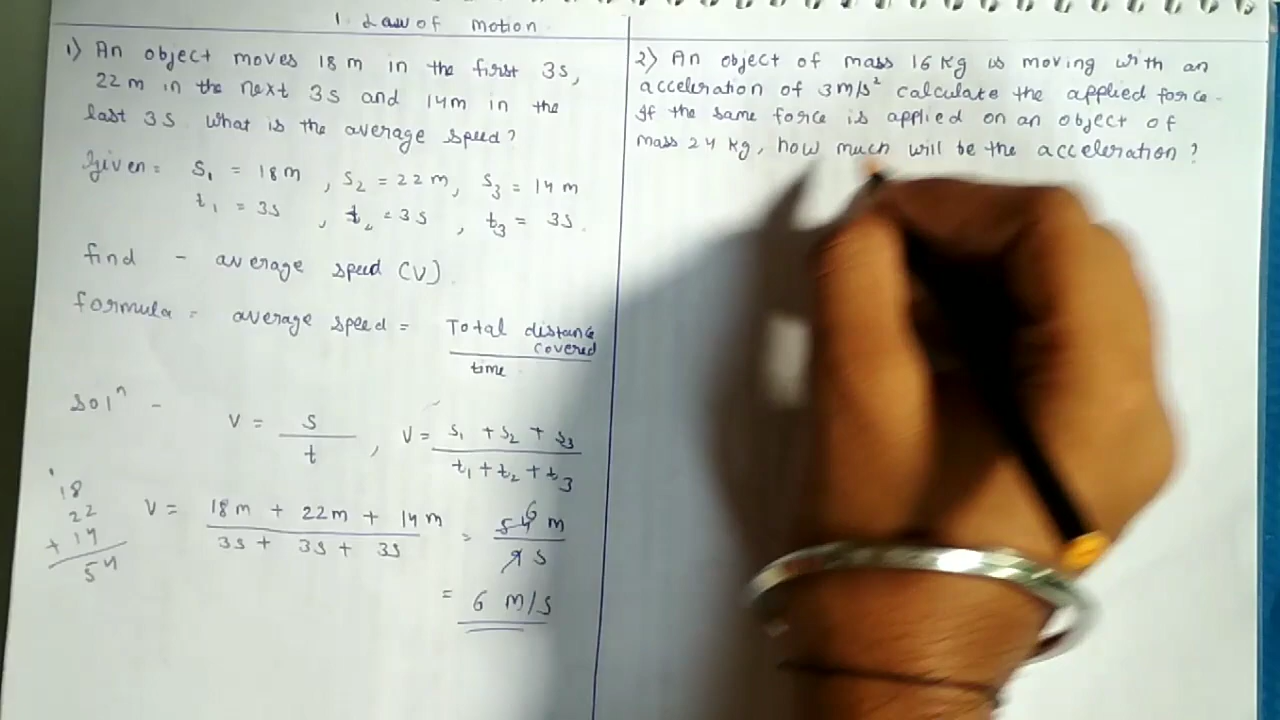 1. Law of motion
1) An object moves 18 m in the first 3s,
22 m in the next 3s and 14m in the
last 3s what is the average speed?
given = S₁ = 18m , S₂ = 22 m, S₃ = 14 m
t₁ = 3s , t₂ = 3s , t₃ = 3s.
find - average speed (v).
formula = average speed = Total distance
covered
time
Solⁿ -
v = s / t , v = s₁ + s₂ + s₃ / t₁ + t₂ + t₃
18
22
+ 14
54
v = 18m + 22m + 14m / 3s + 3s + 3s = 54 6 m / 9 s
= 6 m/s
2) An object of mass 16 kg is moving with an
acceleration of 3 m/s² calculate the applied force.
If the same force is applied on an object of
mass 24 kg, how much will be the acceleration ?